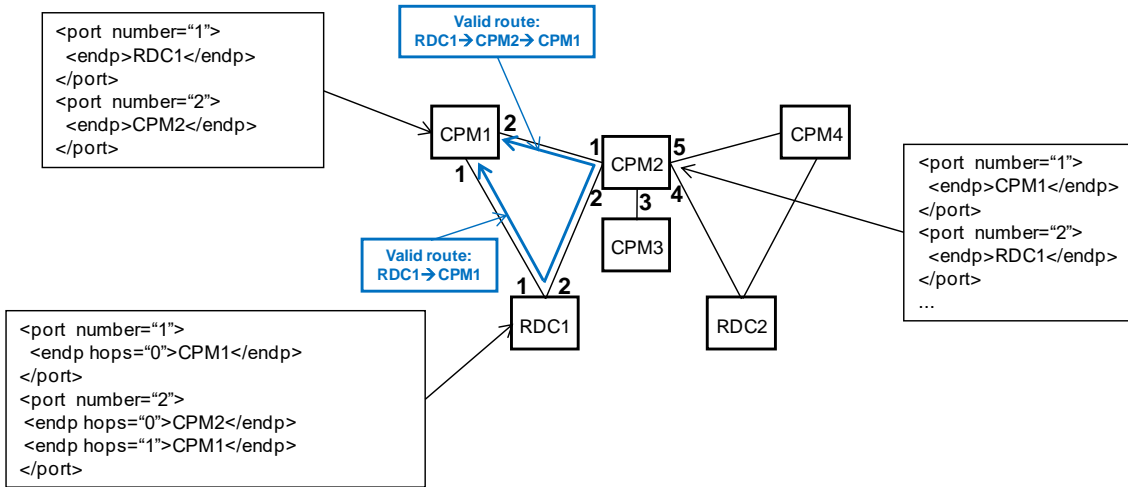 <port number=“1”>
<endp>RDC1</endp>
</port>
<port number=“2”>
<endp>CPM2</endp>
</port>
Valid route:
RDC1→CPM2→CPM1
CPM1
2
1
1
CPM2
5
2
3
4
CPM4
CPM3
<port number=“1”>
<endp>CPM1</endp>
</port>
<port number=“2”>
<endp>RDC1</endp>
</port>
...
Valid route:
RDC1→CPM1
1
2
RDC1
RDC2
<port number=“1”>
<endp hops=“0”>CPM1</endp>
</port>
<port number=“2”>
<endp hops=“0”>CPM2</endp>
<endp hops=“1”>CPM1</endp>
</port>